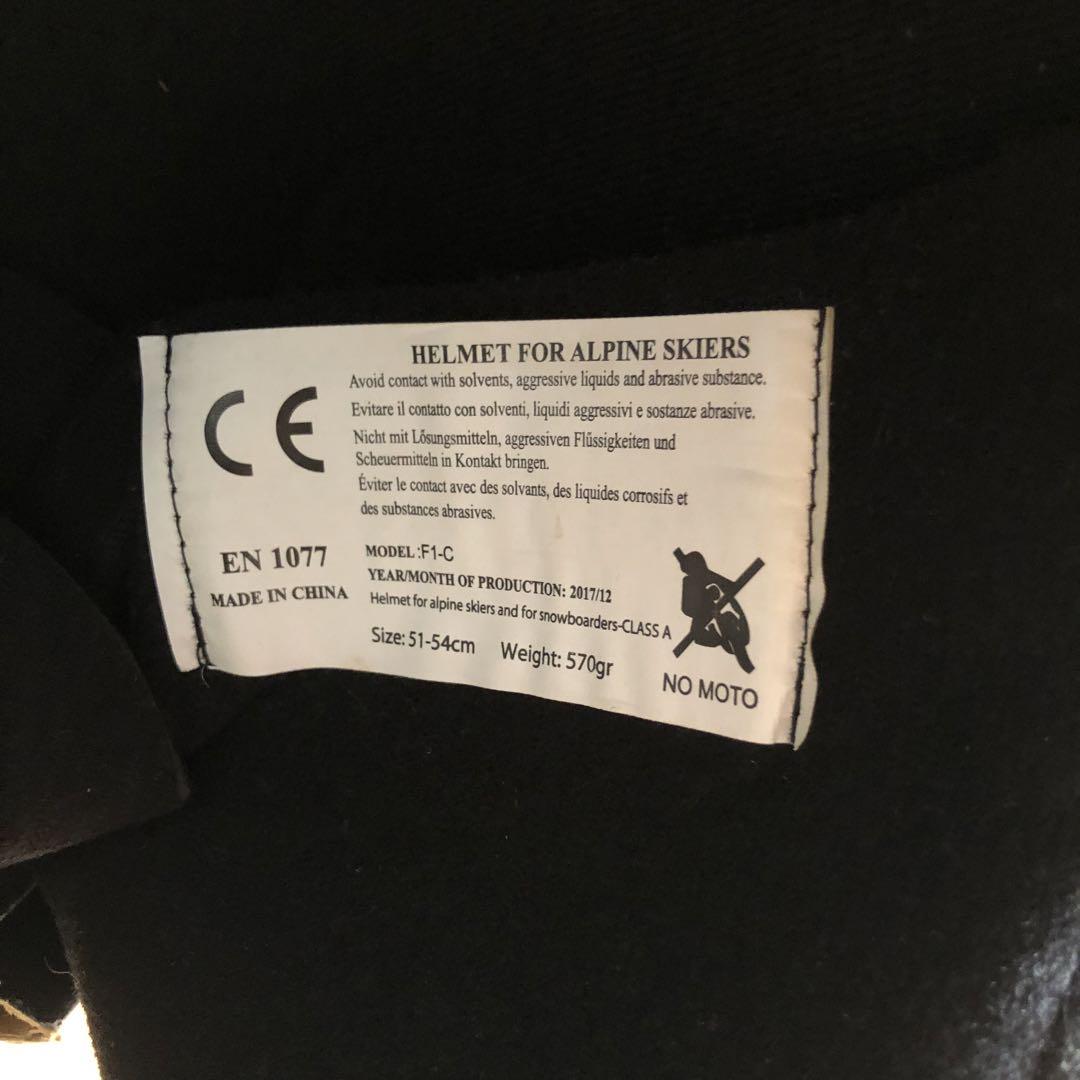 HELMET FOR ALPINE SKIERS
Avoid contact with solvents, aggressive liquids and abrasive substance.
Evitare il contatto con solventi, liquidi aggressivi e sostanze abrasive.
Nicht mit Lősungsmitteln, aggressiven Flűssigkeiten und
Scheuermitteln in Kontakt bringen.
Éviter le contact avec des solvants, des liquides corrosifs et
des substances abrasives.
CE
EN 1077
MADE IN CHINA
MODEL:F1-C
YEAR/MONTH OF PRODUCTION: 2017/12
Helmet for alpine skiers and for snowboarders-CLASS A
Size: 51-54cm Weight: 570gr
NO MOTO